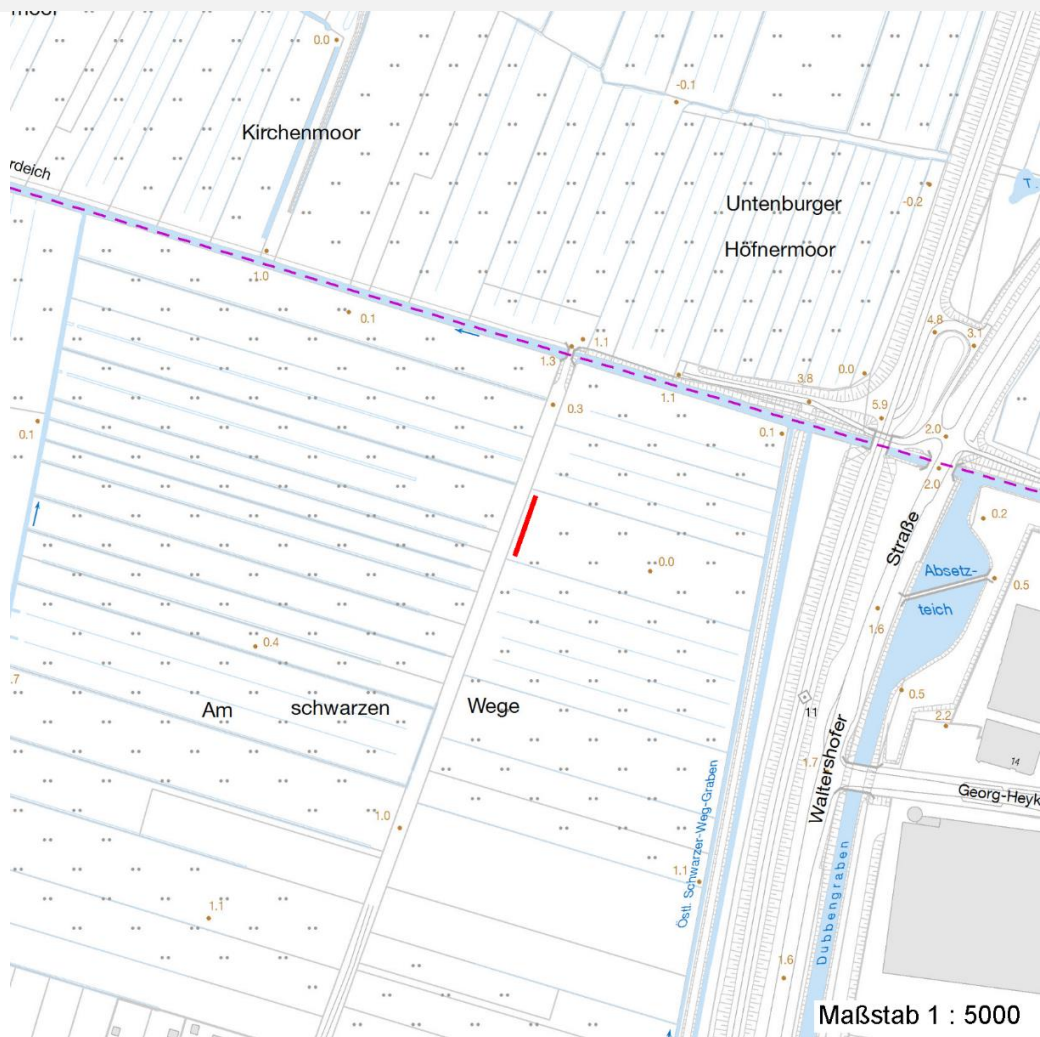 moor
0.0
-0.1
Kirchenmoor
rdeich
-0.2
T.
Untenburger
Höfnermoor
1.0
0.1
4.8
3.1
1.1
1.3
0.0
1.1
3.8
5.9
0.3
0.1
2.0
0.1
2.0
0.2
Straße
Absetz-
teich
0.0
0.5
1.6
0.4
.7
0.5
Am schwarzen Wege
11
2.2
14
1.7
Waltershofer
Georg-Heyk
1.0
Östl. Schwarzer-Weg-Graben
1.1
1.1
Dubbengraben
1.6
Maßstab 1 : 5000